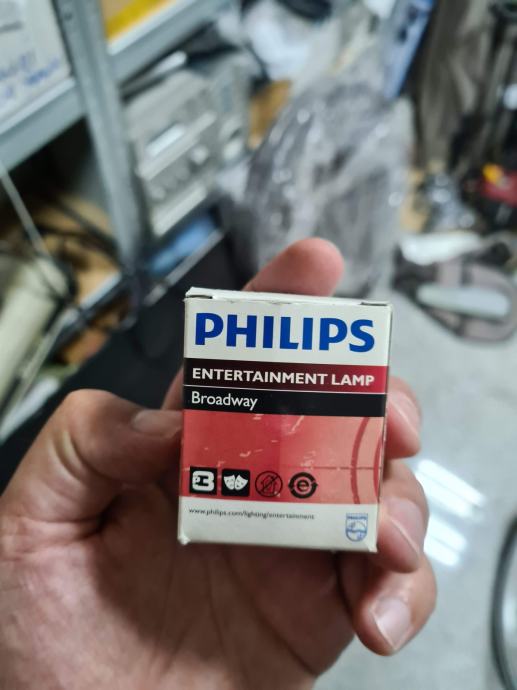 PHILIPS
ENTERTAINMENT LAMP
Broadway
www.philips.com/lighting/entertainment
PHILIPS